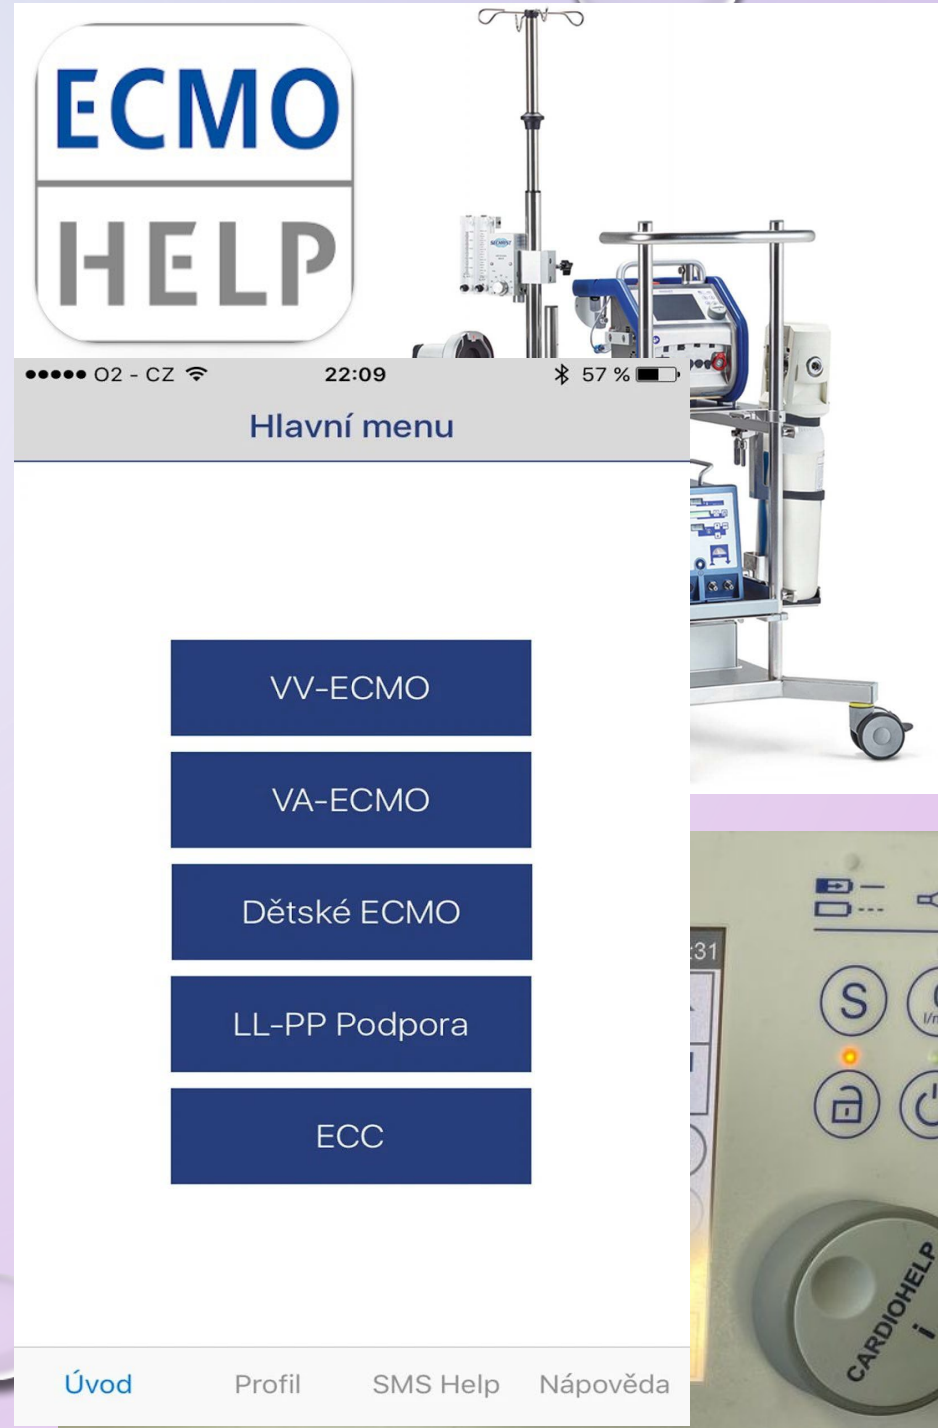 ECMO
HELP
O2 - CZ 22:09 57 %
Hlavní menu
VV-ECMO
VA-ECMO
Dětské ECMO
LL-PP Podpora
ECC
Úvod Profil SMS Help Nápověda
:31
S
CARDIOHELP
i